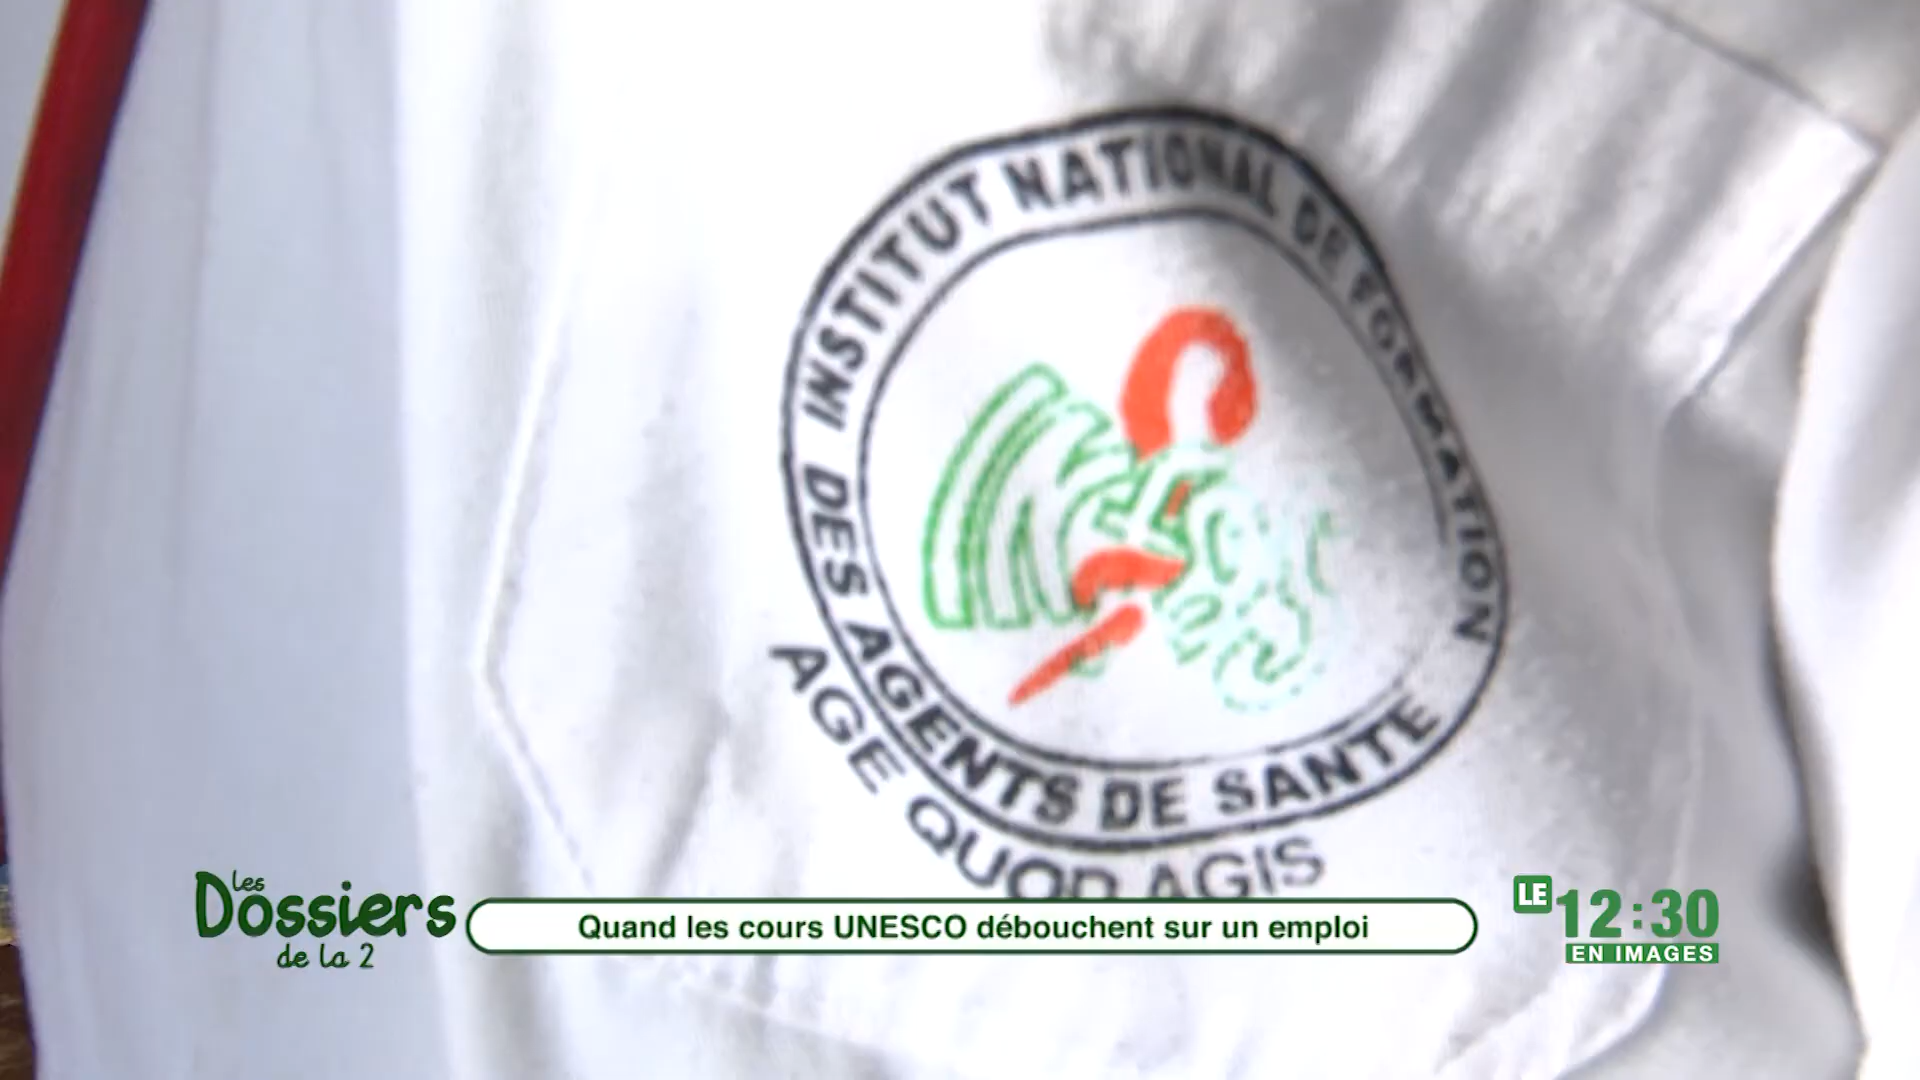 INSTITUT NATIONAL DE FORMATION
DES AGENTS DE SANTE
AGE QUOD AGIS
Les
Dossiers
de la 2
Quand les cours UNESCO débouchent sur un emploi
LE
12:30
EN IMAGES